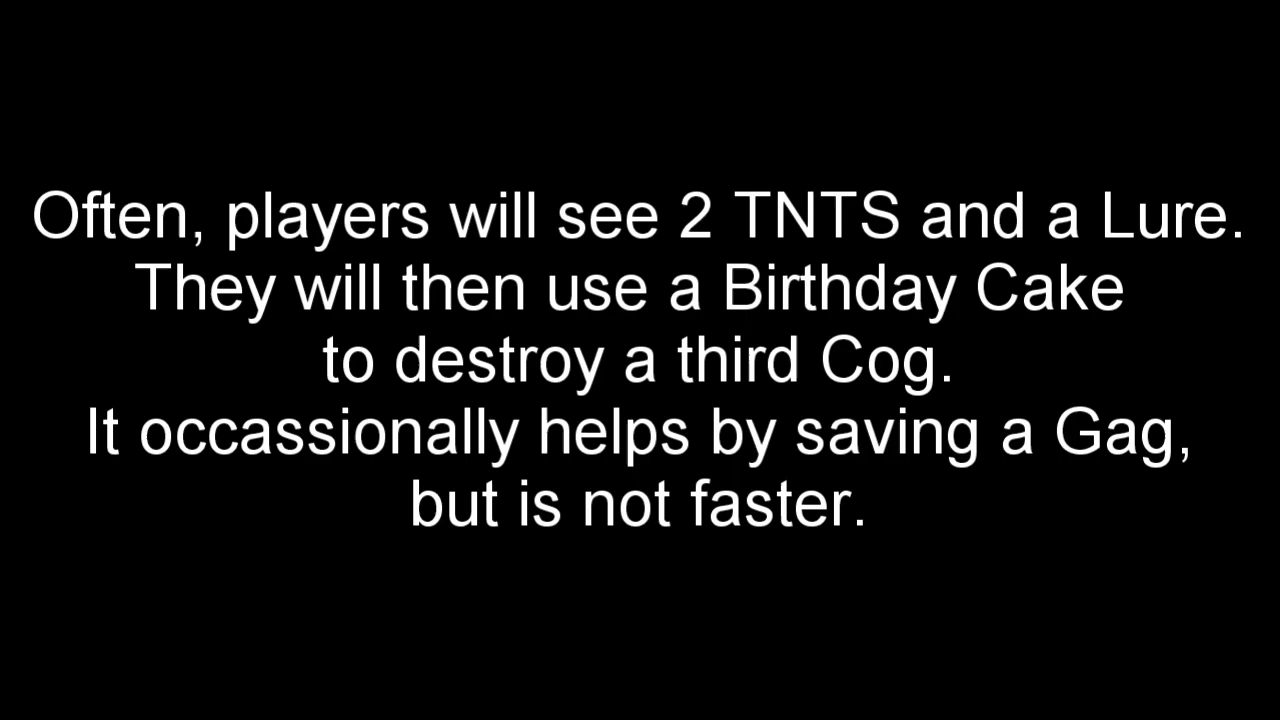 Often, players will see 2 TNTS and a Lure.
They will then use a Birthday Cake
to destroy a third Cog.
It occassionally helps by saving a Gag,
but is not faster.